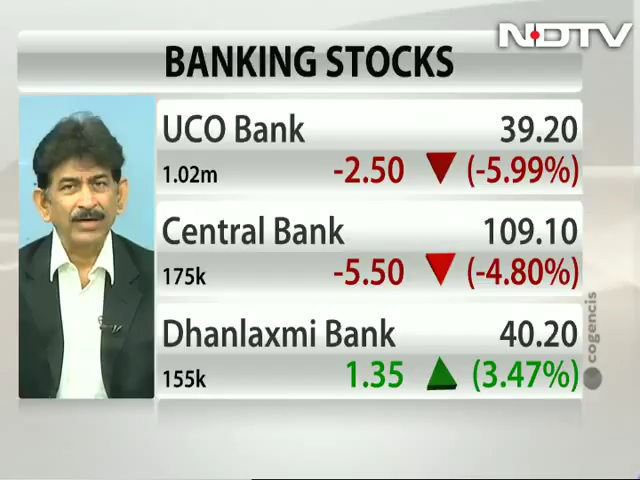 NDTV
BANKING STOCKS
UCO Bank 39.20
1.02m -2.50 ▼ (-5.99%)
Central Bank 109.10
175k -5.50 ▼ (-4.80%)
Dhanlaxmi Bank 40.20
155k 1.35 ▲ (3.47%)
cogencis